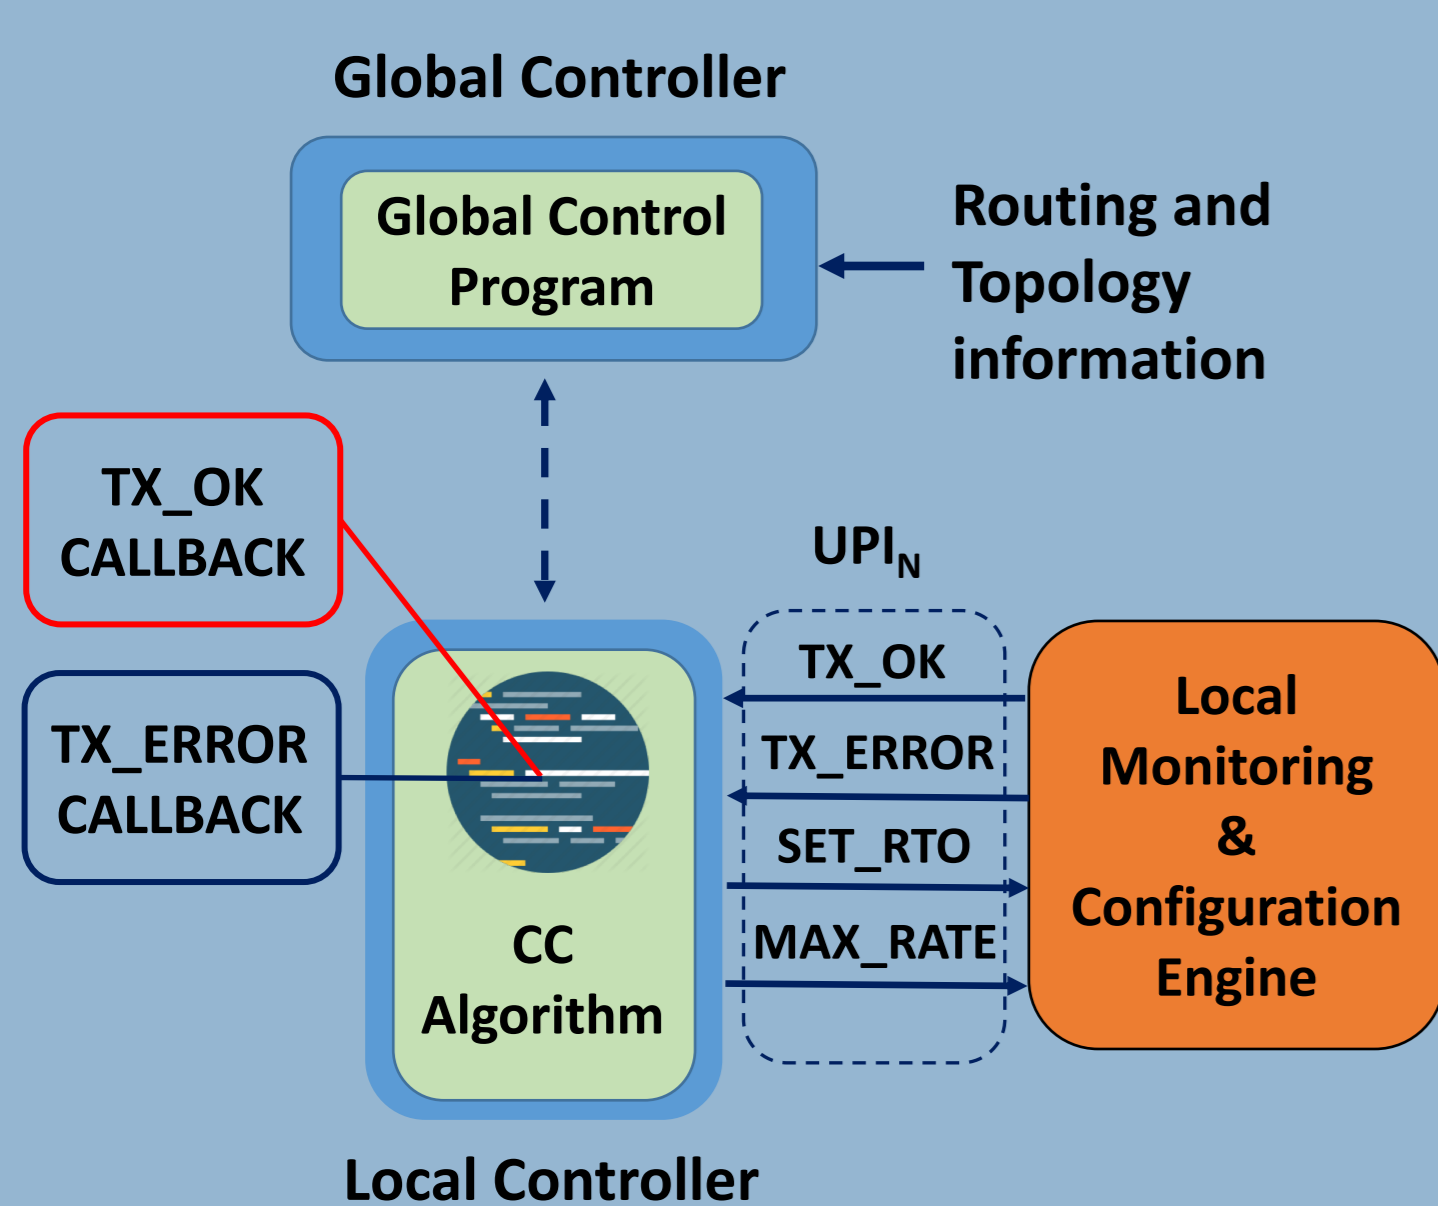 Global Controller
Global Control
Program
Routing and
Topology
information
TX_OK
CALLBACK
TX_ERROR
CALLBACK
UPI_N
TX_OK
TX_ERROR
SET_RTO
MAX_RATE
Local
Monitoring
&
Configuration
Engine
CC
Algorithm
Local Controller